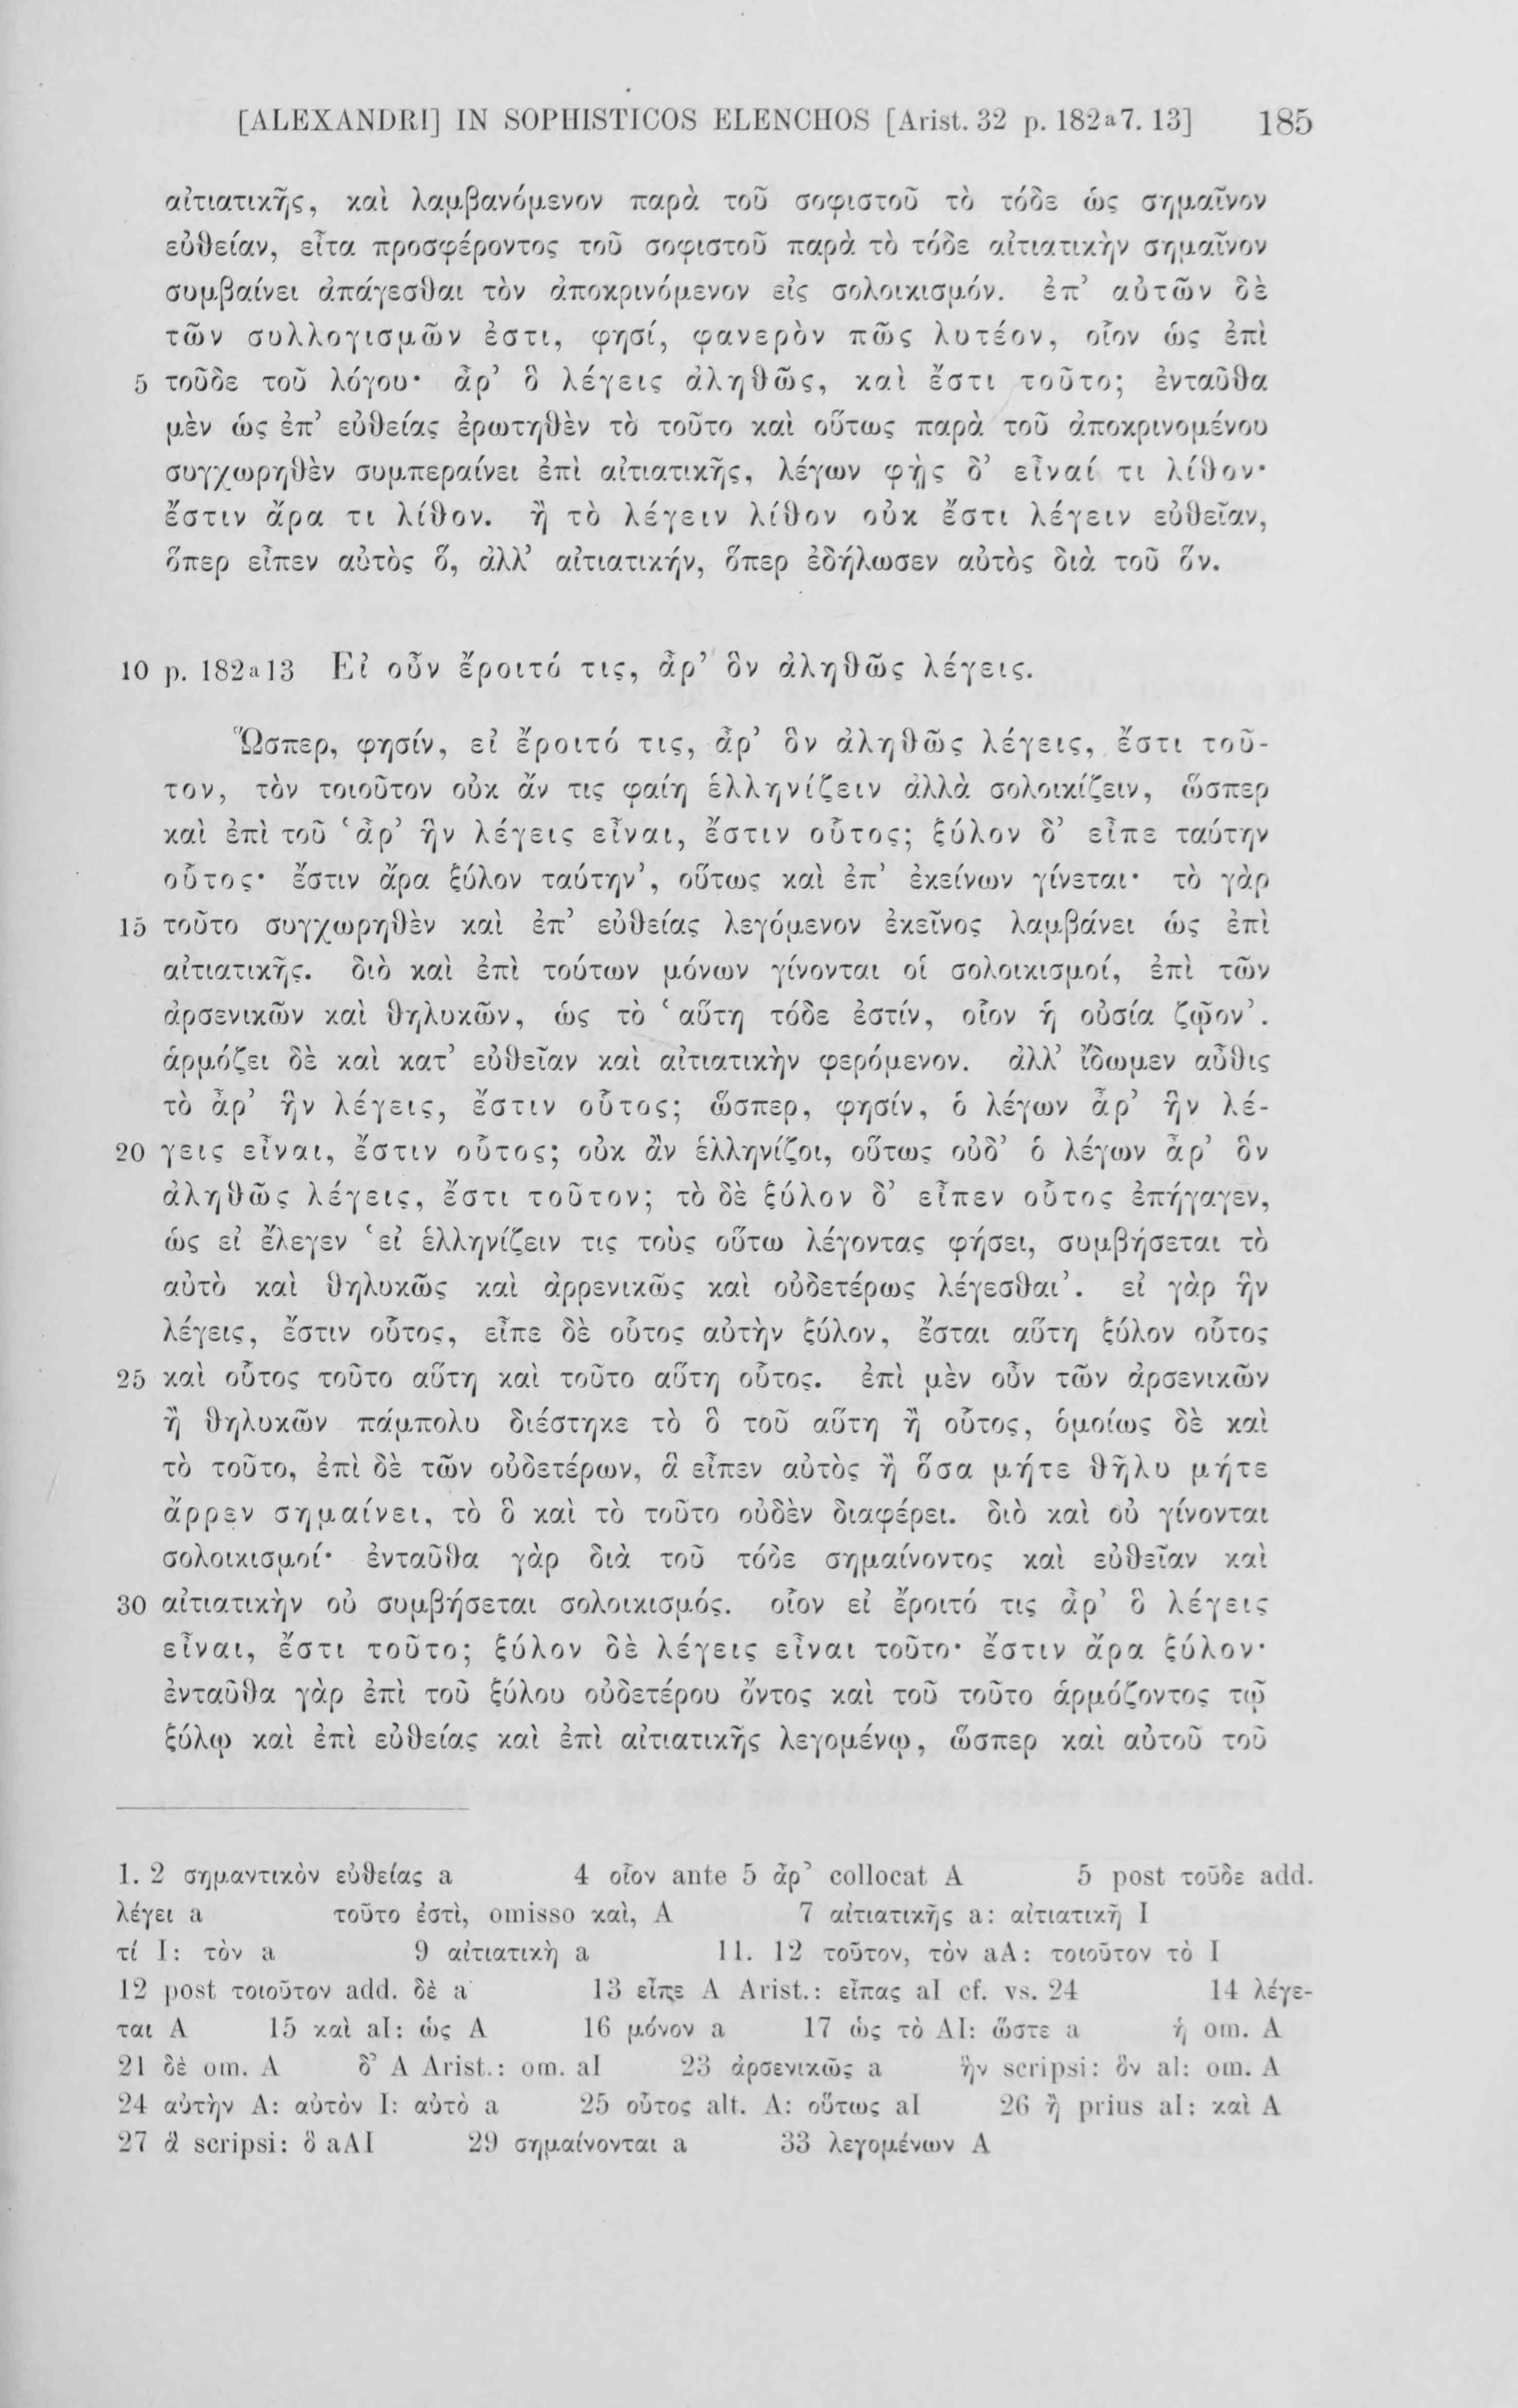 [ALEXANDRI] IN SOPHISTICOS ELENCHOS [Arist. 32 p. 182a7. 13] 185
αἰτιατικῆς, καὶ λαμβανόμενον παρὰ τοῦ σοφιστοῦ τὸ τόδε ὡς σημαῖνον
εὐθείαν, εἶτα προσφέροντος τοῦ σοφιστοῦ παρὰ τὸ τόδε αἰτιατικὴν σημαῖνον
συμβαίνει ἀπάγεσθαι τὸν ἀποκρινόμενον εἰς σολοικισμόν. ἐπ’ αὐτῶν δὲ
τῶν συλλογισμῶν ἐστι, φησί, φανερὸν πῶς λυτέον, οἷον ὡς ἐπὶ
5 τοῦδε τοῦ λόγου· ἆρ’ ὃ λέγεις ἀληθῶς, καὶ ἔστι τοῦτο; ἐνταῦθα
μὲν ὡς ἐπ’ εὐθείας ἐρωτηθὲν τὸ τοῦτο καὶ οὕτως παρὰ τοῦ ἀποκρινομένου
συγχωρηθὲν συμπεραίνει ἐπὶ αἰτιατικῆς, λέγων φῂς δ’ εἶναί τι λίθον·
ἔστιν ἄρα τι λίθον. ἢ τὸ λέγειν λίθον οὐκ ἔστι λέγειν εὐθεῖαν,
ὅπερ εἶπεν αὐτὸς ὅ, ἀλλ’ αἰτιατικήν, ὅπερ ἐδήλωσεν αὐτὸς διὰ τοῦ ὅν.
10 p. 182a13 Εἰ οὖν ἔροιτό τις, ἆρ’ ὃν ἀληθῶς λέγεις.
Ὥσπερ, φησίν, εἰ ἔροιτό τις, ἆρ’ ὃν ἀληθῶς λέγεις, ἔστι τοῦ-
τον, τὸν τοιοῦτον οὐκ ἄν τις φαίη ἑλληνίζειν ἀλλὰ σολοικίζειν, ὥσπερ
καὶ ἐπὶ τοῦ ‘ἆρ’ ἣν λέγεις εἶναι, ἔστιν οὗτος; ξύλον δ’ εἶπε ταύτην
οὗτος· ἔστιν ἄρα ξύλον ταύτην’, οὕτως καὶ ἐπ’ ἐκείνων γίνεται· τὸ γὰρ
15 τοῦτο συγχωρηθὲν καὶ ἐπ’ εὐθείας λεγόμενον ἐκεῖνος λαμβάνει ὡς ἐπὶ
αἰτιατικῆς. διὸ καὶ ἐπὶ τούτων μόνων γίνονται οἱ σολοικισμοί, ἐπὶ τῶν
ἀρσενικῶν καὶ θηλυκῶν, ὡς τὸ ‘αὕτη τόδε ἐστίν, οἷον ἡ οὐσία ζῷον’.
ἁρμόζει δὲ καὶ κατ’ εὐθεῖαν καὶ αἰτιατικὴν φερόμενον. ἀλλ’ ἴδωμεν αὖθις
τὸ ἆρ’ ἣν λέγεις, ἔστιν οὗτος; ὥσπερ, φησίν, ὁ λέγων ἆρ’ ἣν λέ-
20 γεις εἶναι, ἔστιν οὗτος; οὐκ ἂν ἑλληνίζοι, οὕτως οὐδ’ ὁ λέγων ἆρ’ ὃν
ἀληθῶς λέγεις, ἔστι τοῦτον; τὸ δὲ ξύλον δ’ εἶπεν οὗτος ἐπήγαγεν,
ὡς εἰ ἔλεγεν ‘εἰ ἑλληνίζειν τις τοὺς οὕτω λέγοντας φήσει, συμβήσεται τὸ
αὐτὸ καὶ θηλυκῶς καὶ ἀρρενικῶς καὶ οὐδετέρως λέγεσθαι’. εἰ γὰρ ἣν
λέγεις, ἔστιν οὗτος, εἶπε δὲ οὗτος αὐτὴν ξύλον, ἔσται αὕτη ξύλον οὗτος
25 καὶ οὗτος τοῦτο αὕτη καὶ τοῦτο αὕτη οὗτος. ἐπὶ μὲν οὖν τῶν ἀρσενικῶν
ἢ θηλυκῶν πάμπολυ διέστηκε τὸ ὃ τοῦ αὕτη ἢ οὗτος, ὁμοίως δὲ καὶ
τὸ τοῦτο, ἐπὶ δὲ τῶν οὐδετέρων, ἃ εἶπεν αὐτὸς ἢ ὅσα μήτε θῆλυ μήτε
ἄρρεν σημαίνει, τὸ ὃ καὶ τὸ τοῦτο οὐδὲν διαφέρει. διὸ καὶ οὐ γίνονται
σολοικισμοί· ἐνταῦθα γὰρ διὰ τοῦ τόδε σημαίνοντος καὶ εὐθεῖαν καὶ
30 αἰτιατικὴν οὐ συμβήσεται σολοικισμός. οἷον εἰ ἔροιτό τις ἆρ’ ὃ λέγεις
εἶναι, ἔστι τοῦτο; ξύλον δὲ λέγεις εἶναι τοῦτο· ἔστιν ἄρα ξύλον·
ἐνταῦθα γὰρ ἐπὶ τοῦ ξύλου οὐδετέρου ὄντος καὶ τοῦ τοῦτο ἁρμόζοντος τῷ
ξύλῳ καὶ ἐπὶ εὐθείας καὶ ἐπὶ αἰτιατικῆς λεγομένῳ, ὥσπερ καὶ αὐτοῦ τοῦ
1. 2 σημαντικὸν εὐθείας a 4 οἷον ante 5 ἆρ’ collocat A 5 post τοῦδε add.
λέγει a τοῦτο ἐστὶ, omisso καὶ, A 7 αἰτιατικῆς a: αἰτιατικῇ I
τί I: τὸν a 9 αἰτιατικὴ a 11. 12 τοῦτον, τὸν aA: τοιοῦτον τὸ I
12 post τοιοῦτον add. δὲ a 13 εἶπε A Arist.: εἶπας aI cf. vs. 24 14 λέγε-
ται A 15 καὶ aI: ὡς A 16 μόνον a 17 ὡς τὸ AI: ὥστε a ἡ om. A
21 δὲ om. A δ’ A Arist.: om. aI 23 ἀρσενικῶς a ἣν scripsi: ὃν aI: om. A
24 αὐτὴν A: αὐτὸν I: αὐτὸ a 25 οὗτος alt. A: οὕτως aI 26 ἢ prius aI: καὶ A
27 ἃ scripsi: ὃ aAI 29 σημαίνονται a 33 λεγομένων A